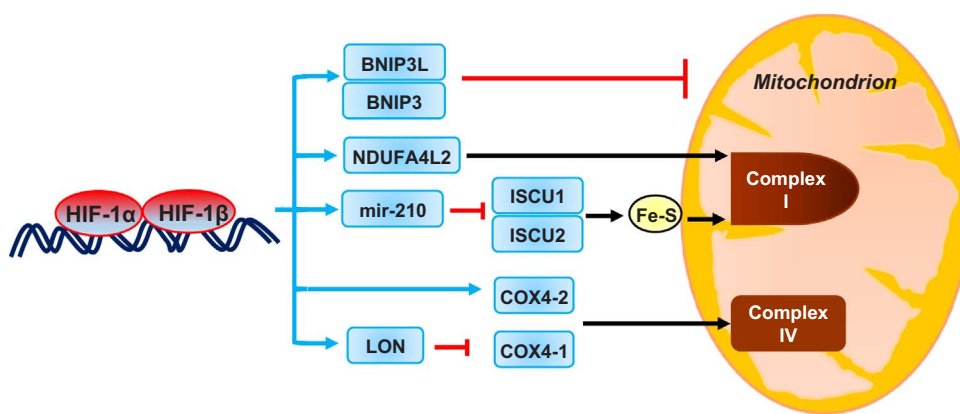 BNIP3L
BNIP3
Mitochondrion
NDUFA4L2
Complex
I
HIF-1α
HIF-1β
mir-210
ISCU1
ISCU2
Fe-S
COX4-2
Complex
IV
LON
COX4-1